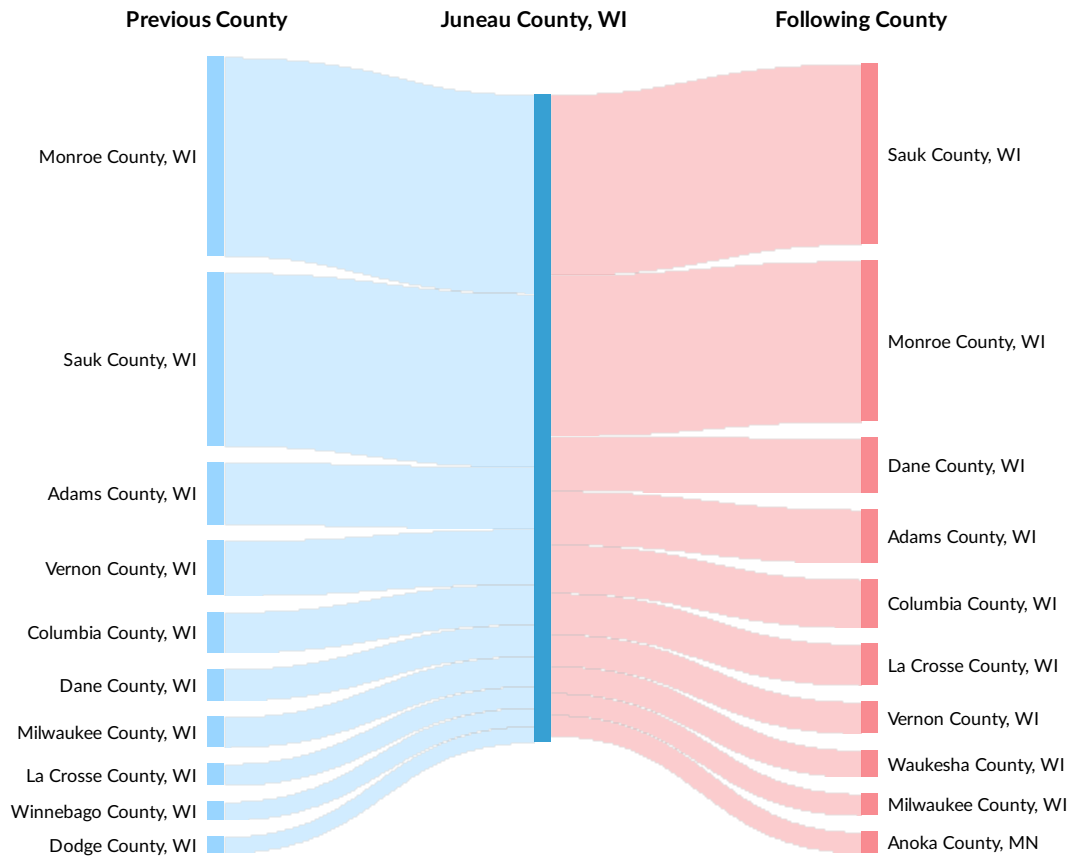 Previous County
Juneau County, WI
Following County
Monroe County, WI
Sauk County, WI
Adams County, WI
Vernon County, WI
Columbia County, WI
Dane County, WI
Milwaukee County, WI
La Crosse County, WI
Winnebago County, WI
Dodge County, WI
Sauk County, WI
Monroe County, WI
Dane County, WI
Adams County, WI
Columbia County, WI
La Crosse County, WI
Vernon County, WI
Waukesha County, WI
Milwaukee County, WI
Anoka County, MN